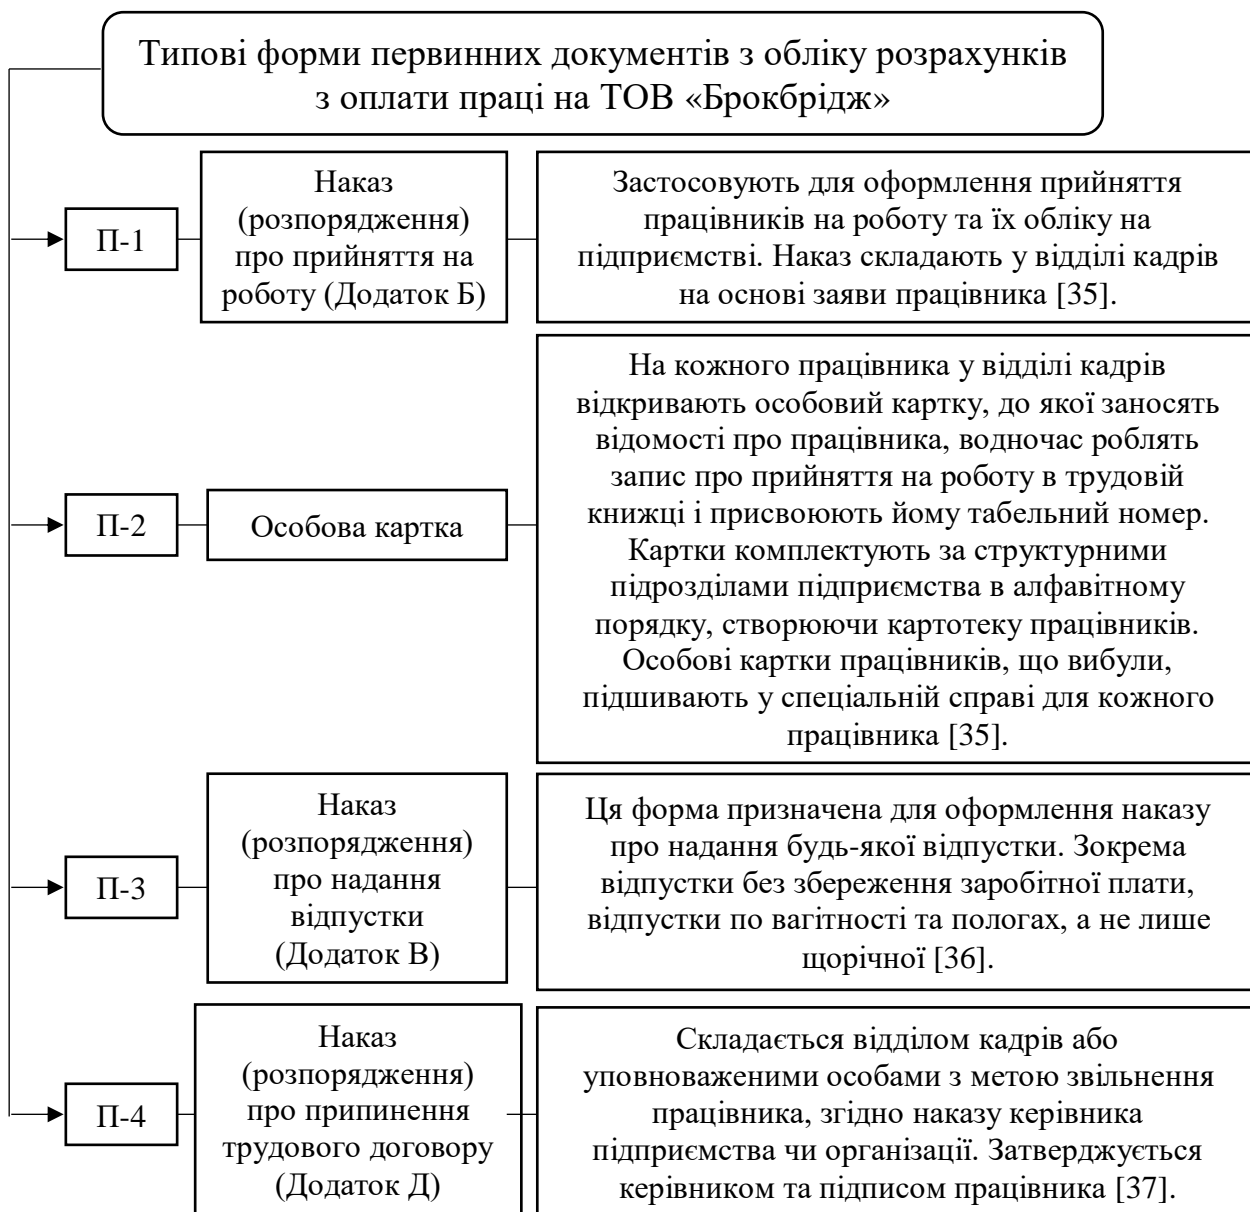 Типові форми первинних документів з обліку розрахунків
з оплати праці на ТОВ «Брокбрідж»
П-1
Наказ
(розпорядження)
про прийняття на
роботу (Додаток Б)
Застосовують для оформлення прийняття
працівників на роботу та їх обліку на
підприємстві. Наказ складають у відділі кадрів
на основі заяви працівника [35].
П-2
Особова картка
На кожного працівника у відділі кадрів
відкривають особовий картку, до якої заносять
відомості про працівника, водночас роблять
запис про прийняття на роботу в трудовій
книжці і присвоюють йому табельний номер.
Картки комплектують за структурними
підрозділами підприємства в алфавітному
порядку, створюючи картотеку працівників.
Особові картки працівників, що вибули,
підшивають у спеціальній справі для кожного
працівника [35].
П-3
Наказ
(розпорядження)
про надання
відпустки
(Додаток В)
Ця форма призначена для оформлення наказу
про надання будь-якої відпустки. Зокрема
відпустки без збереження заробітної плати,
відпустки по вагітності та пологах, а не лише
щорічної [36].
П-4
Наказ
(розпорядження)
про припинення
трудового договору
(Додаток Д)
Складається відділом кадрів або
уповноваженими особами з метою звільнення
працівника, згідно наказу керівника
підприємства чи організації. Затверджується
керівником та підписом працівника [37].